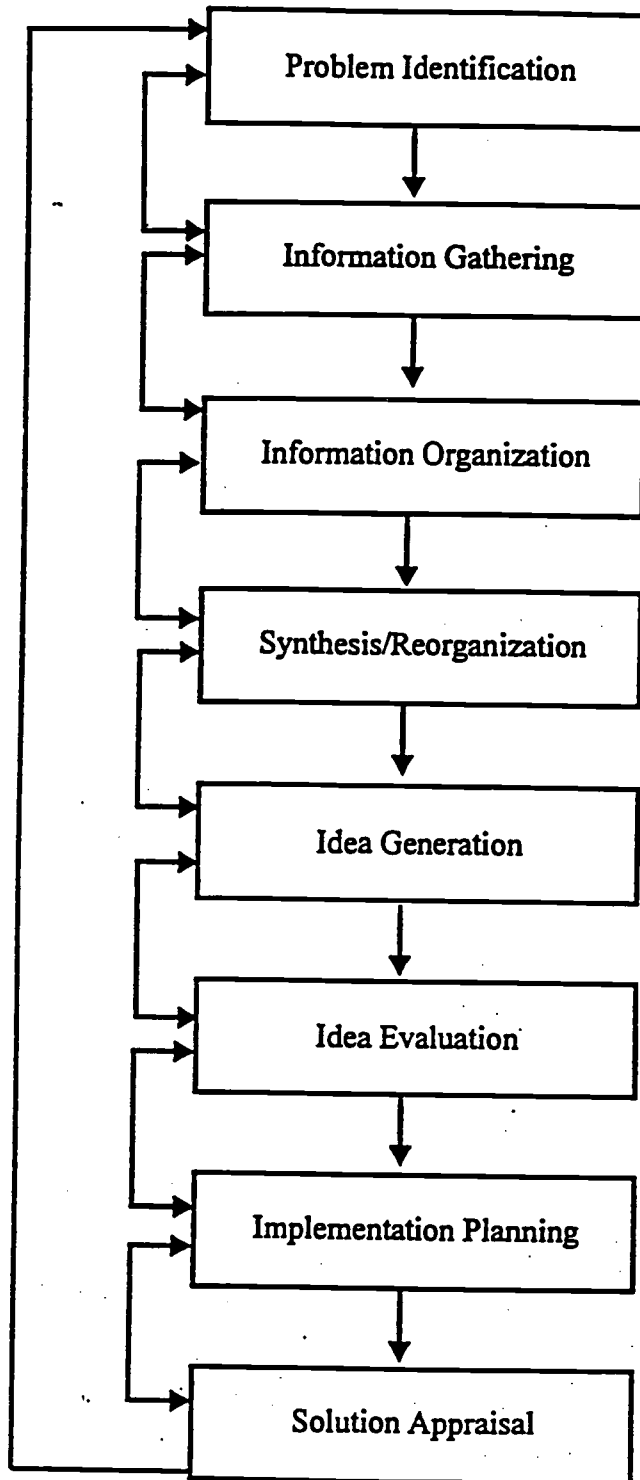 Problem Identification
Information Gathering
Information Organization
Synthesis/Reorganization
Idea Generation
Idea Evaluation
Implementation Planning
Solution Appraisal